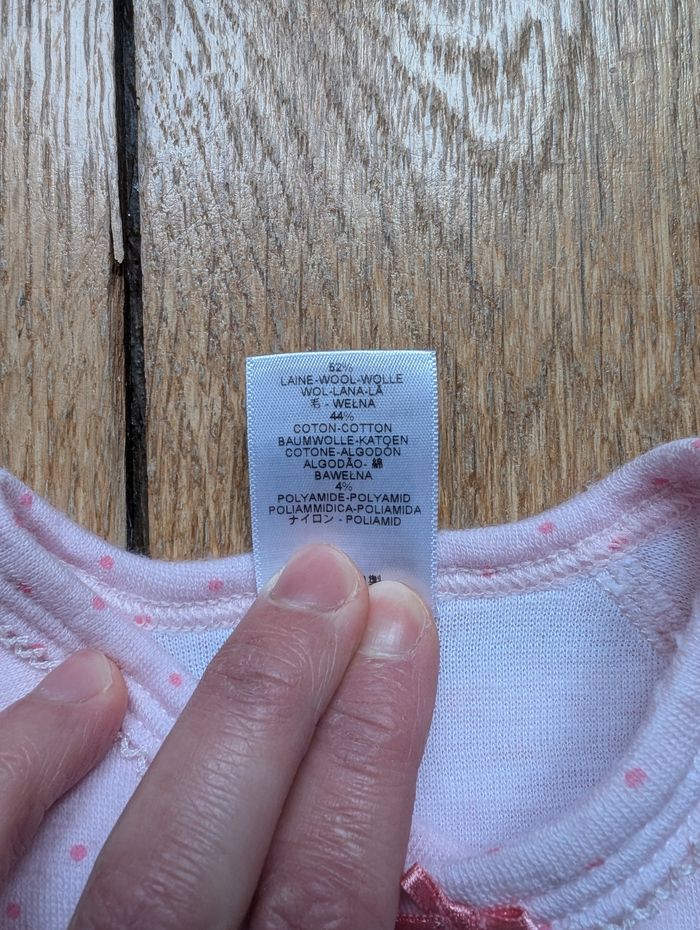 52%
LAINE-WOOL-WOLLE
WOL-LANA-LÃ
毛 - WEŁNA
44%
COTON-COTTON
BAUMWOLLE-KATOEN
COTONE-ALGODÓN
ALGODÃO- 綿
BAWEŁNA
4%
POLYAMIDE-POLYAMID
POLIAMMIDICA-POLIAMIDA
ナイロン - POLIAMID